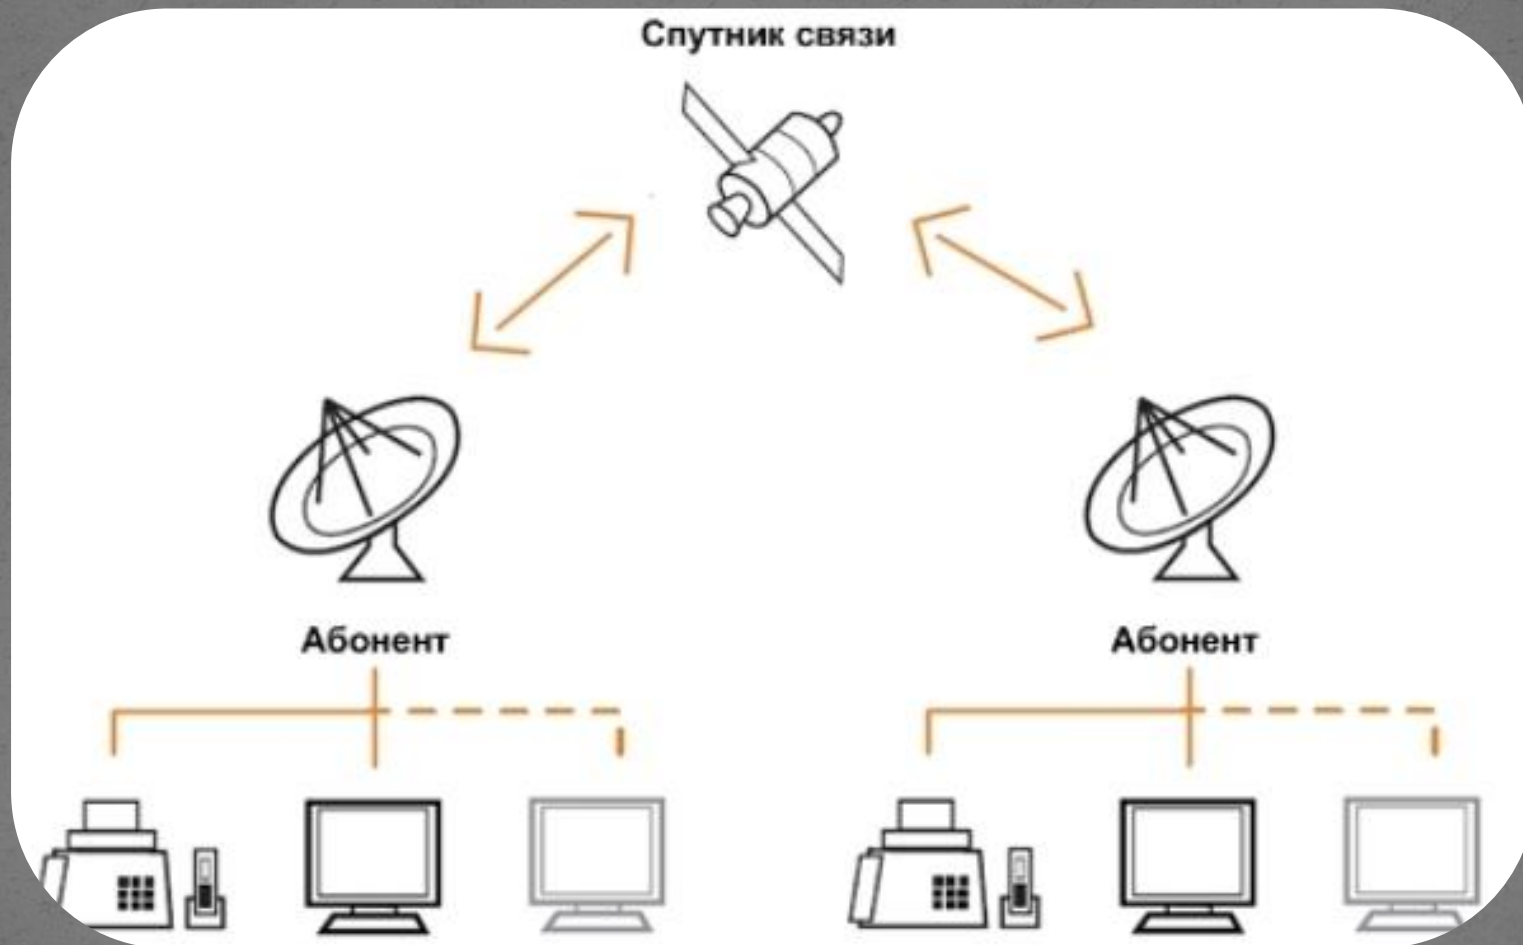 Спутник связи
Абонент
Абонент